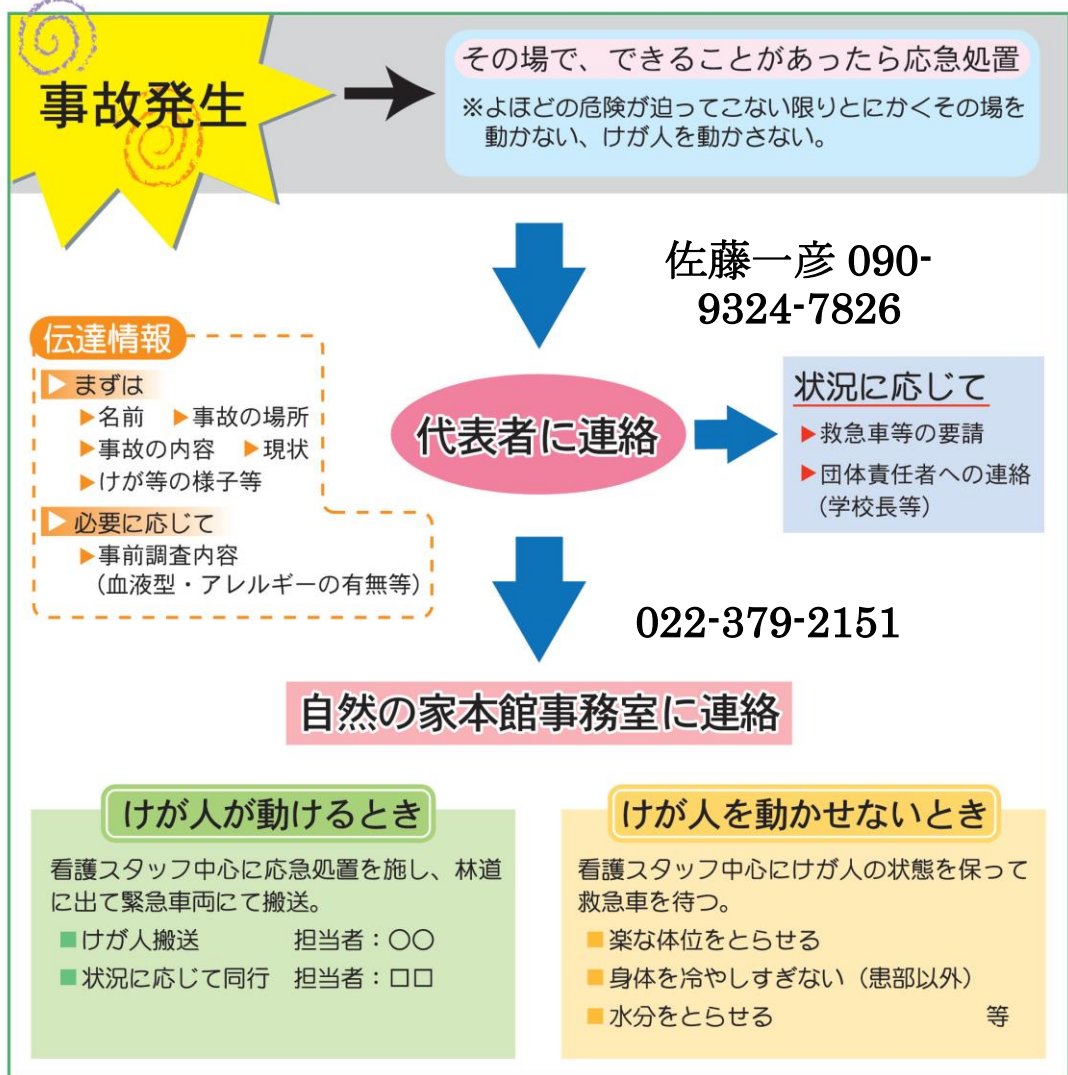 事故発生
その場で、できることがあったら応急処置
※よほどの危険が迫ってこない限りとにかくその場を
動かない、けが人を動かさない。
佐藤一彦 090-
9324-7826
伝達情報
▶まずは
▶名前 ▶事故の場所
▶事故の内容 ▶現状
▶けが等の様子等
▶必要に応じて
▶事前調査内容
（血液型・アレルギーの有無等）
代表者に連絡
状況に応じて
▶救急車等の要請
▶団体責任者への連絡
（学校長等）
022-379-2151
自然の家本館事務室に連絡
けが人が動けるとき
看護スタッフ中心に応急処置を施し、林道
に出て緊急車両にて搬送。
■けが人搬送 担当者：〇〇
■状況に応じて同行 担当者：□□
けが人を動かせないとき
看護スタッフ中心にけが人の状態を保って
救急車を待つ。
■楽な体位をとらせる
■身体を冷やしすぎない（患部以外）
■水分をとらせる 等